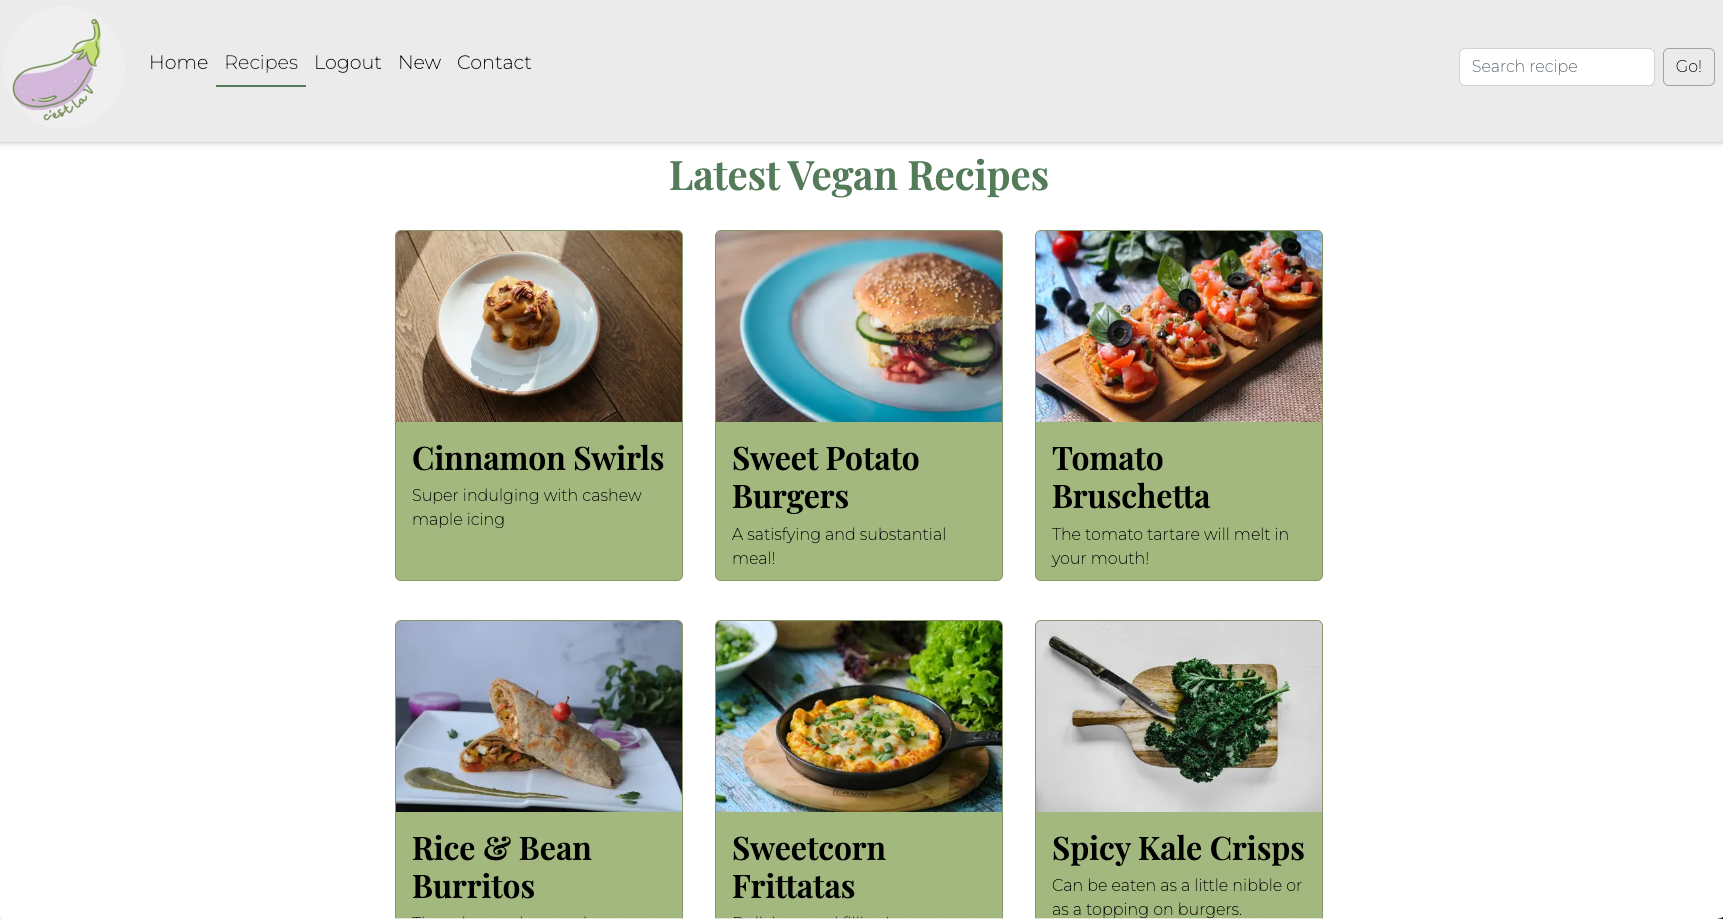 c'est la V
Home Recipes Logout New Contact
Search recipe Go!
Latest Vegan Recipes
Cinnamon Swirls
Super indulging with cashew
maple icing
Sweet Potato
Burgers
A satisfying and substantial
meal!
Tomato
Bruschetta
The tomato tartare will melt in
your mouth!
Rice & Bean
Burritos
Sweetcorn
Frittatas
Spicy Kale Crisps
Can be eaten as a little nibble or
as a topping on burgers.